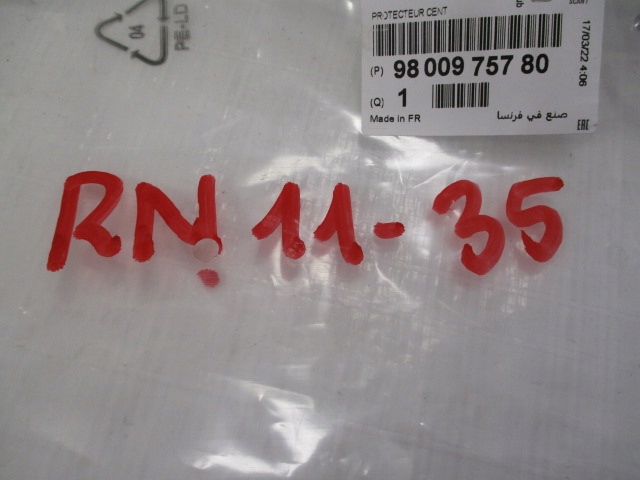 04
PE-LD
PROTECTEUR CENT
(P) 98 009 757 80
(Q) 1
Made in FR
صنع في فرنسا
17/03/22 4:06
EAC
RN! 11-35